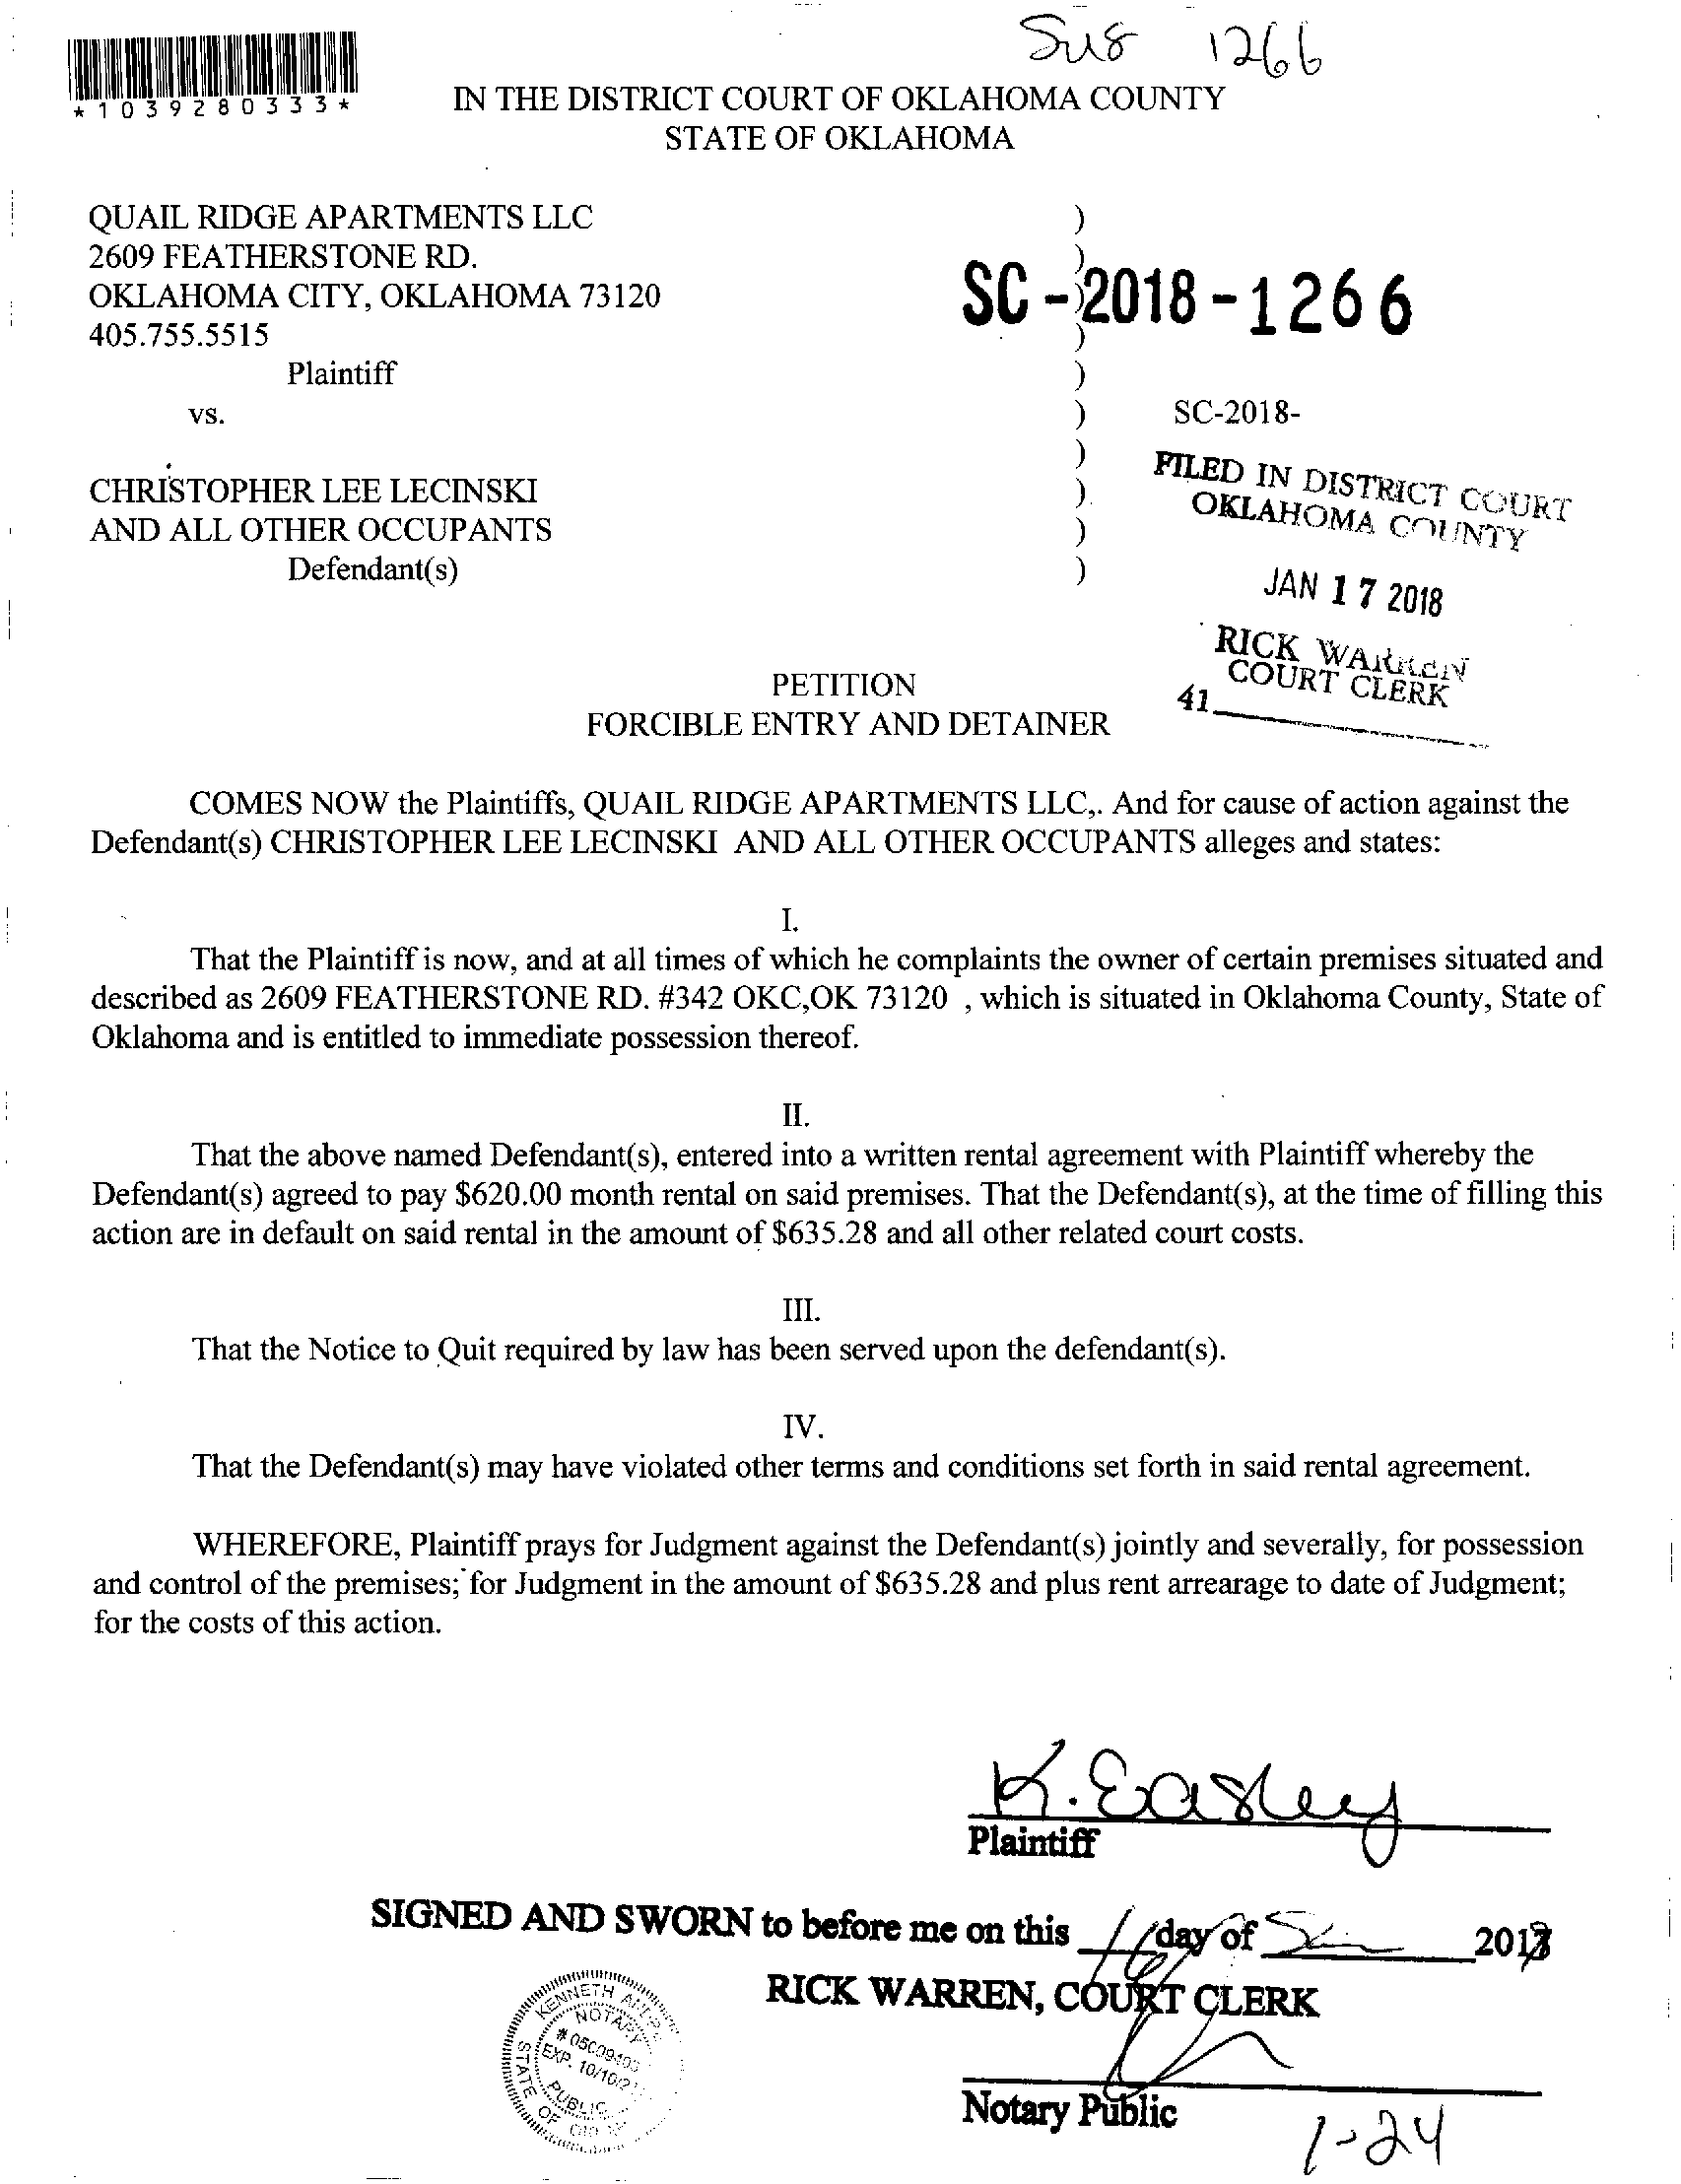 1266
*1039280333*
IN THE DISTRICT COURT OF OKLAHOMA COUNTY
STATE OF OKLAHOMA
QUAIL RIDGE APARTMENTS LLC )
2609 FEATHERSTONE RD. )
OKLAHOMA CITY, OKLAHOMA 73120 SC-2018-1266
405.755.5515 )
Plaintiff )
vs. ) SC-2018-
)
CHRISTOPHER LEE LECINSKI )
AND ALL OTHER OCCUPANTS )
Defendant(s) )
FILED IN DISTRICT COURT
OKLAHOMA COUNTY
JAN 17 2018
RICK WARREN
COURT CLERK
41
PETITION
FORCIBLE ENTRY AND DETAINER
COMES NOW the Plaintiffs, QUAIL RIDGE APARTMENTS LLC,. And for cause of action against the
Defendant(s) CHRISTOPHER LEE LECINSKI AND ALL OTHER OCCUPANTS alleges and states:
I.
That the Plaintiff is now, and at all times of which he complaints the owner of certain premises situated and
described as 2609 FEATHERSTONE RD. #342 OKC,OK 73120 , which is situated in Oklahoma County, State of
Oklahoma and is entitled to immediate possession thereof.
II.
That the above named Defendant(s), entered into a written rental agreement with Plaintiff whereby the
Defendant(s) agreed to pay $620.00 month rental on said premises. That the Defendant(s), at the time of filling this
action are in default on said rental in the amount of $635.28 and all other related court costs.
III.
That the Notice to Quit required by law has been served upon the defendant(s).
IV.
That the Defendant(s) may have violated other terms and conditions set forth in said rental agreement.
WHEREFORE, Plaintiff prays for Judgment against the Defendant(s) jointly and severally, for possession
and control of the premises; for Judgment in the amount of $635.28 and plus rent arrearage to date of Judgment;
for the costs of this action.
K. Easley
Plaintiff
SIGNED AND SWORN to before me on this day of
RICK WARREN, COURT CLERK
KENNETH
NOTARY
EXP. 10/10/
PUBLIC
STATE OF
Notary Public
1-24